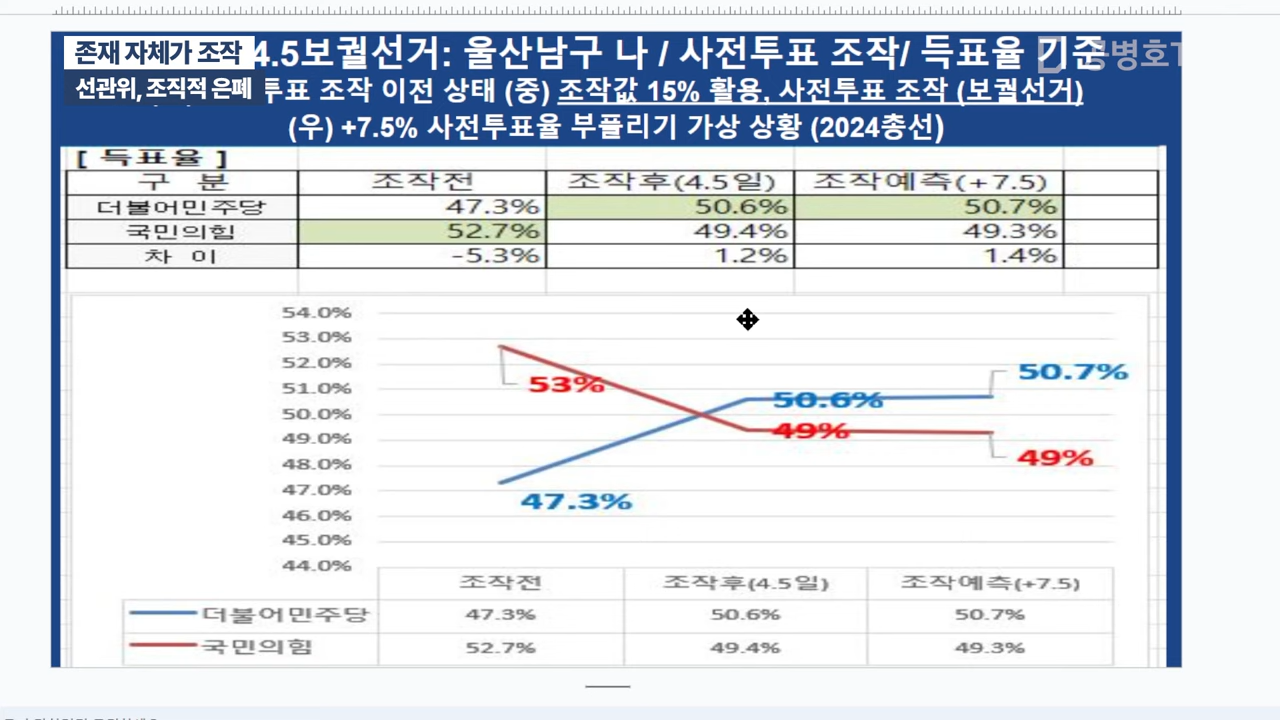 존재 자체가 조작
선관위, 조직적 은폐
4.5보궐선거: 울산남구 나 / 사전투표 조작/ 득표율 기준
공병호T
투표 조작 이전 상태 (중) 조작값 15% 활용, 사전투표 조작 (보궐선거)
(우) +7.5% 사전투표율 부플리기 가상 상황 (2024총선)
[ 득표율 ]
구 분 조작전 조작후(4.5일) 조작예측(+7.5)
더불어민주당 47.3% 50.6% 50.7%
국민의힘 52.7% 49.4% 49.3%
차 이 -5.3% 1.2% 1.4%
54.0%
53.0%
52.0%
51.0%
50.0%
49.0%
48.0%
47.0%
46.0%
45.0%
44.0%
53%
47.3%
50.6%
49%
50.7%
49%
조작전 조작후(4.5일) 조작예측(+7.5)
더불어민주당 47.3% 50.6% 50.7%
국민의힘 52.7% 49.4% 49.3%